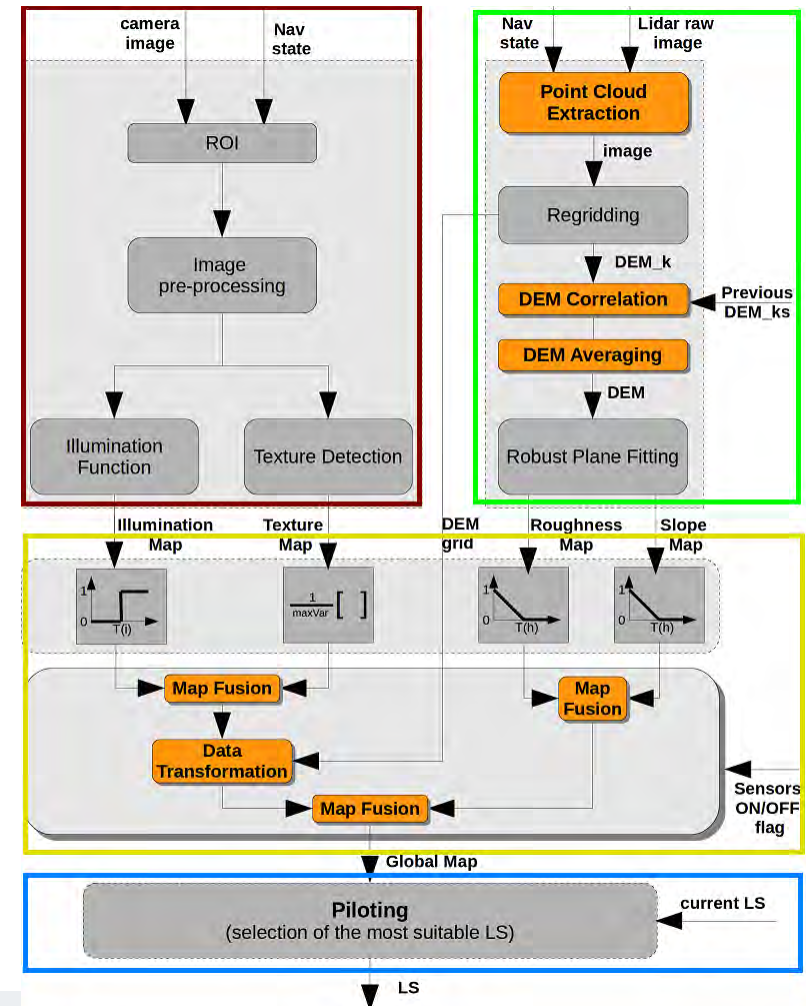 camera
image
Nav
state
Nav
state
Lidar raw
image
ROI
Image
pre-processing
Illumination
Function
Texture Detection
Point Cloud
Extraction
image
Regridding
DEM_k
DEM Correlation
Previous
DEM_ks
DEM Averaging
DEM
Robust Plane Fitting
Illumination
Map
Texture
Map
DEM
grid
Roughness
Map
Slope
Map
1
0
T(i)
1
maxVar
[ ]
1
0
T(h)
1
0
T(h)
Map Fusion
Map
Fusion
Data
Transformation
Map Fusion
Sensors
ON/OFF
flag
Global Map
Piloting
(selection of the most suitable LS)
current LS
LS